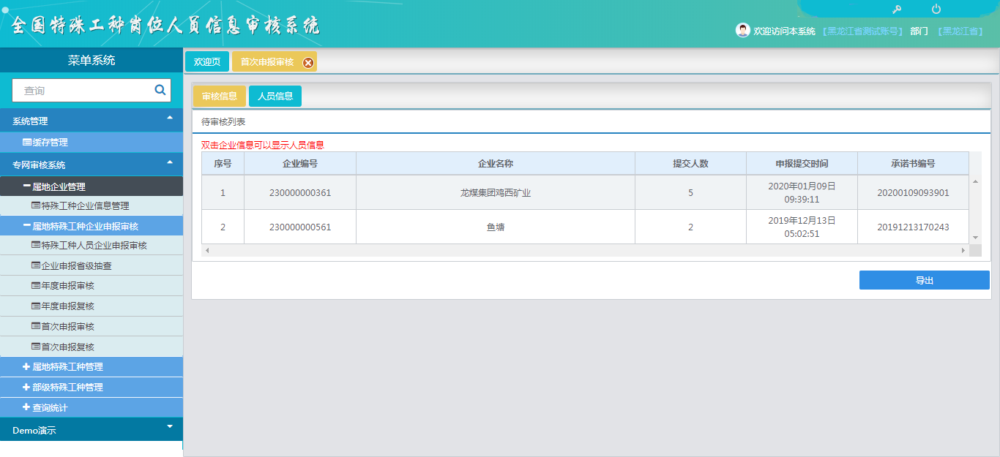 全国特殊工种岗位人员信息审核系统
欢迎访问本系统 【黑龙江省测试账号】 部门 【黑龙江省】
菜单系统
查询
系统管理
缓存管理
专网审核系统
属地企业管理
特殊工种企业信息管理
属地特殊工种企业申报审核
特殊工种人员企业申报审核
企业申报省级抽查
年度申报审核
年度申报复核
首次申报审核
首次申报复核
属地特殊工种管理
部级特殊工种管理
查询统计
Demo演示
欢迎页 首次申报审核
审核信息 人员信息
待审核列表
双击企业信息可以显示人员信息
序号 企业编号 企业名称 提交人数 申报提交时间 承诺书编号
1 230000000361 龙煤集团鸡西矿业 5 2020年01月09日 09:39:11 20200109093901
2 230000000561 鱼塘 2 2019年12月13日 05:02:51 20191213170243
导出